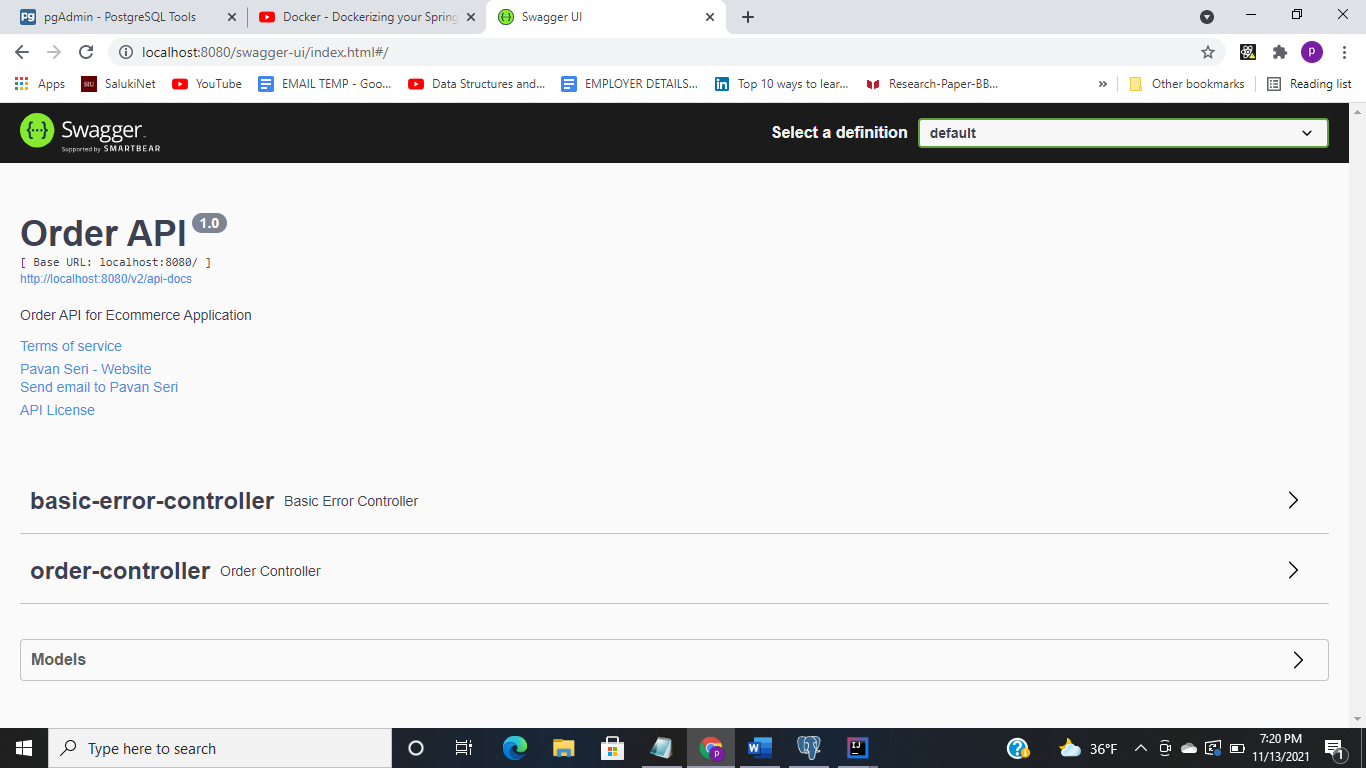 pgAdmin - PostgreSQL Tools
Docker - Dockerizing your Spring
Swagger UI
localhost:8080/swagger-ui/index.html#/
Apps
SIU
SalukiNet
YouTube
EMAIL TEMP - Goo...
Data Structures and...
EMPLOYER DETAILS...
Top 10 ways to lear...
Research-Paper-BB...
»
Other bookmarks
Reading list
Swagger
Supported by SMARTBEAR
Select a definition
default
Order API 1.0
[ Base URL: localhost:8080/ ]
http://localhost:8080/v2/api-docs
Order API for Ecommerce Application
Terms of service
Pavan Seri - Website
Send email to Pavan Seri
API License
basic-error-controller Basic Error Controller
order-controller Order Controller
Models
Type here to search
36°F
7:20 PM
11/13/2021
1